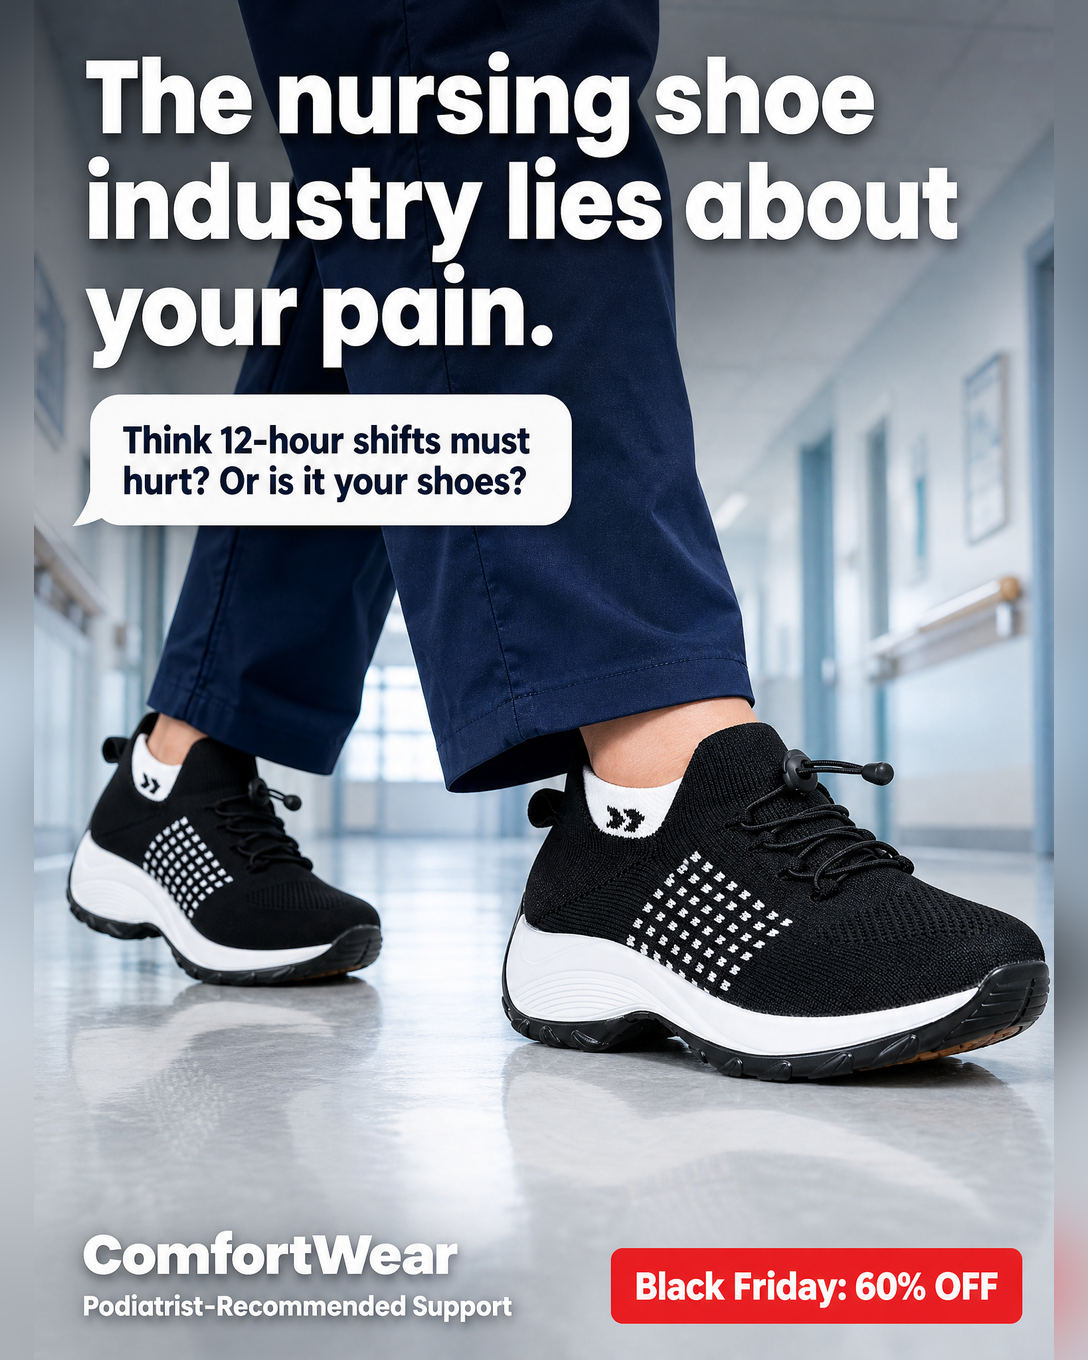 The nursing shoe
industry lies about
your pain.
Think 12-hour shifts must
hurt? Or is it your shoes?
ComfortWear
Podiatrist-Recommended Support
Black Friday: 60% OFF